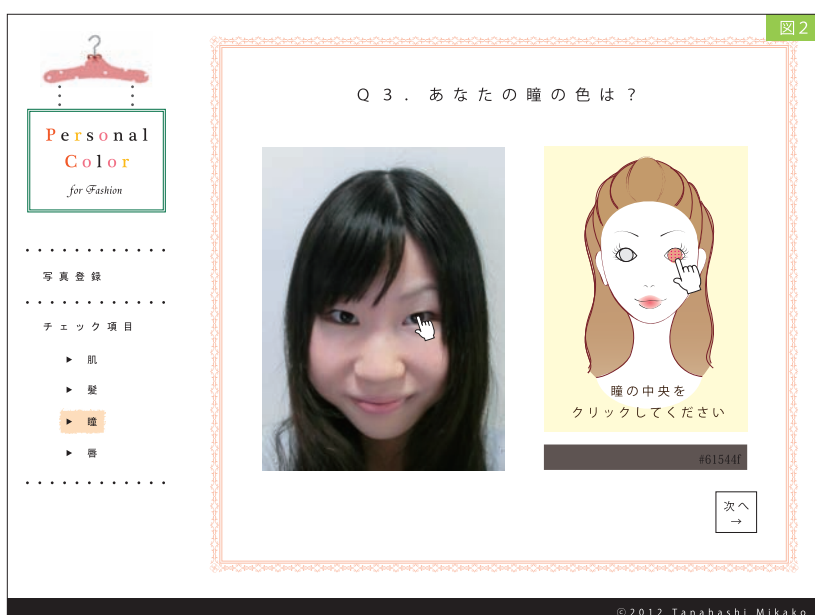 図2
Personal
Color
for Fashion
写真登録
チェック項目
▶ 肌
▶ 髪
▶ 瞳
▶ 唇
Q3. あなたの瞳の色は?
瞳の中央を
クリックしてください
#61544f
次へ
→
©2012 Tanahashi Mikako